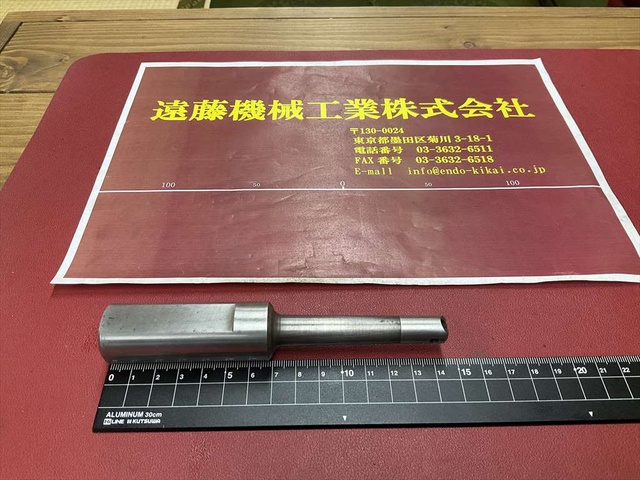 遠藤機械工業株式会社
〒130-0024
東京都墨田区菊川 3-18-1
電話番号 03-3632-6511
FAX 番号 03-3632-6518
E-mall info@endo-kikai.co.jp
100 50 0 50 100
0 1 2 3 4 5 6 7 8 9 10 11 12 13 14 15 16 17 18 19 20 21 22
ALUMINUM 30cm
HiLINE KUTSUWA